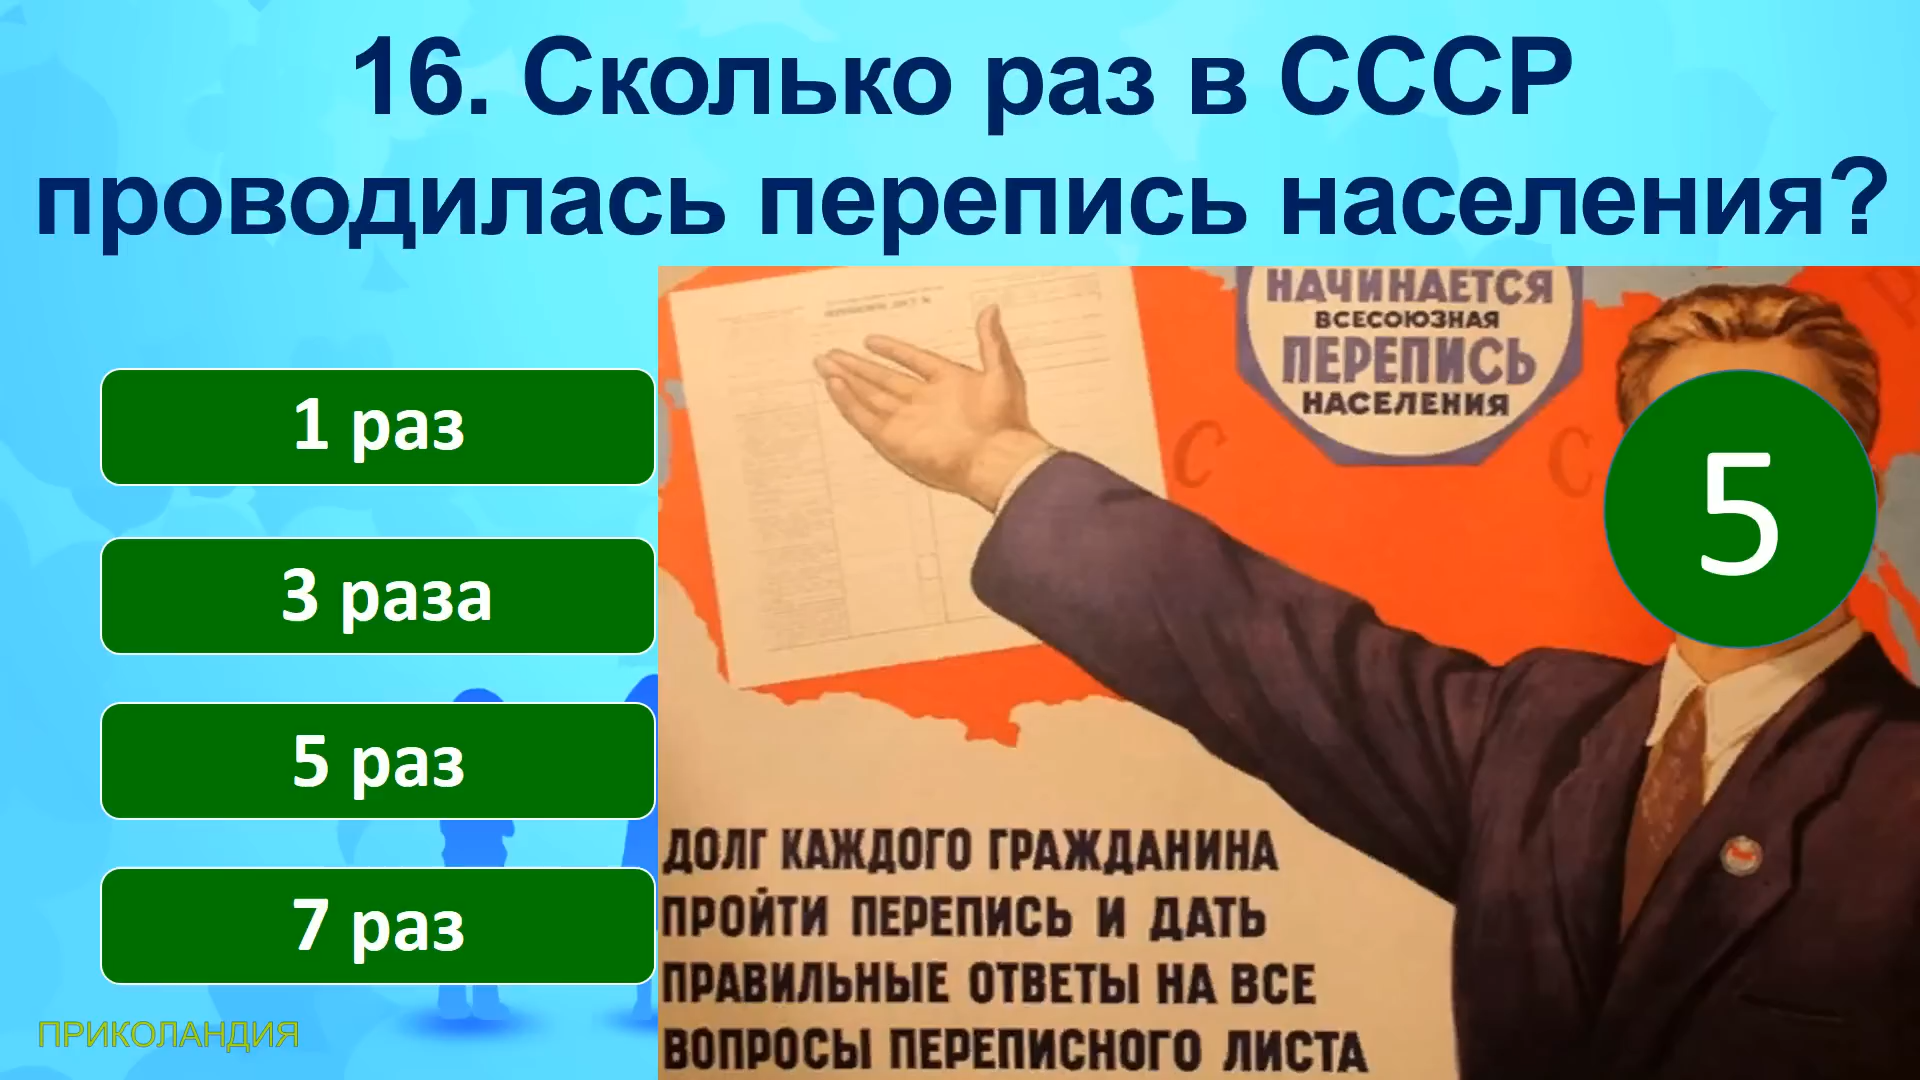 16. Сколько раз в СССР
проводилась перепись населения?
НАЧИНАЕТСЯ
ВСЕСОЮЗНАЯ
ПЕРЕПИСЬ
НАСЕЛЕНИЯ
С
С
Р
5
1 раз
3 раза
5 раз
7 раз
ДОЛГ КАЖДОГО ГРАЖДАНИНА
ПРОЙТИ ПЕРЕПИСЬ И ДАТЬ
ПРАВИЛЬНЫЕ ОТВЕТЫ НА ВСЕ
ВОПРОСЫ ПЕРЕПИСНОГО ЛИСТА
ПРИКОЛАНДИЯ